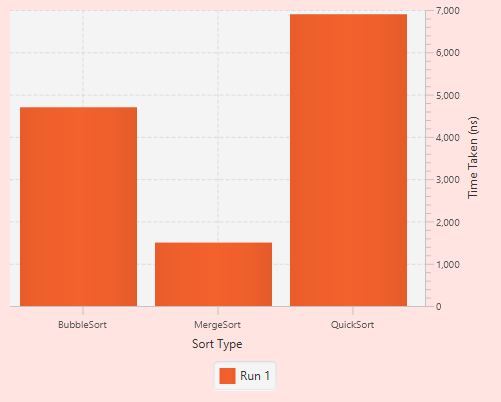 7,000
6,000
5,000
4,000
3,000
2,000
1,000
0
Time Taken (ns)
BubbleSort
MergeSort
QuickSort
Sort Type
Run 1